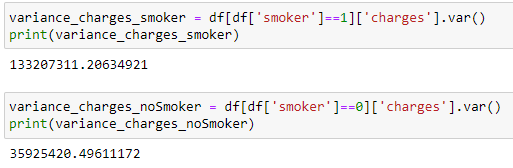 variance_charges_smoker = df[df['smoker']==1]['charges'].var()
print(variance_charges_smoker)
133207311.20634921
variance_charges_noSmoker = df[df['smoker']==0]['charges'].var()
print(variance_charges_noSmoker)
35925420.49611172